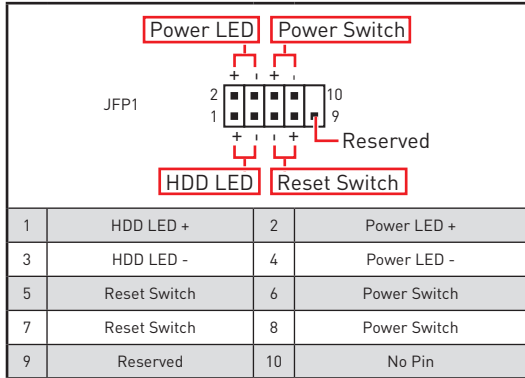 Power LED Power Switch
+ - + -
JFP1
2 10
1 9
+ - - +
Reserved
HDD LED Reset Switch
1 HDD LED + 2 Power LED +
3 HDD LED - 4 Power LED -
5 Reset Switch 6 Power Switch
7 Reset Switch 8 Power Switch
9 Reserved 10 No Pin